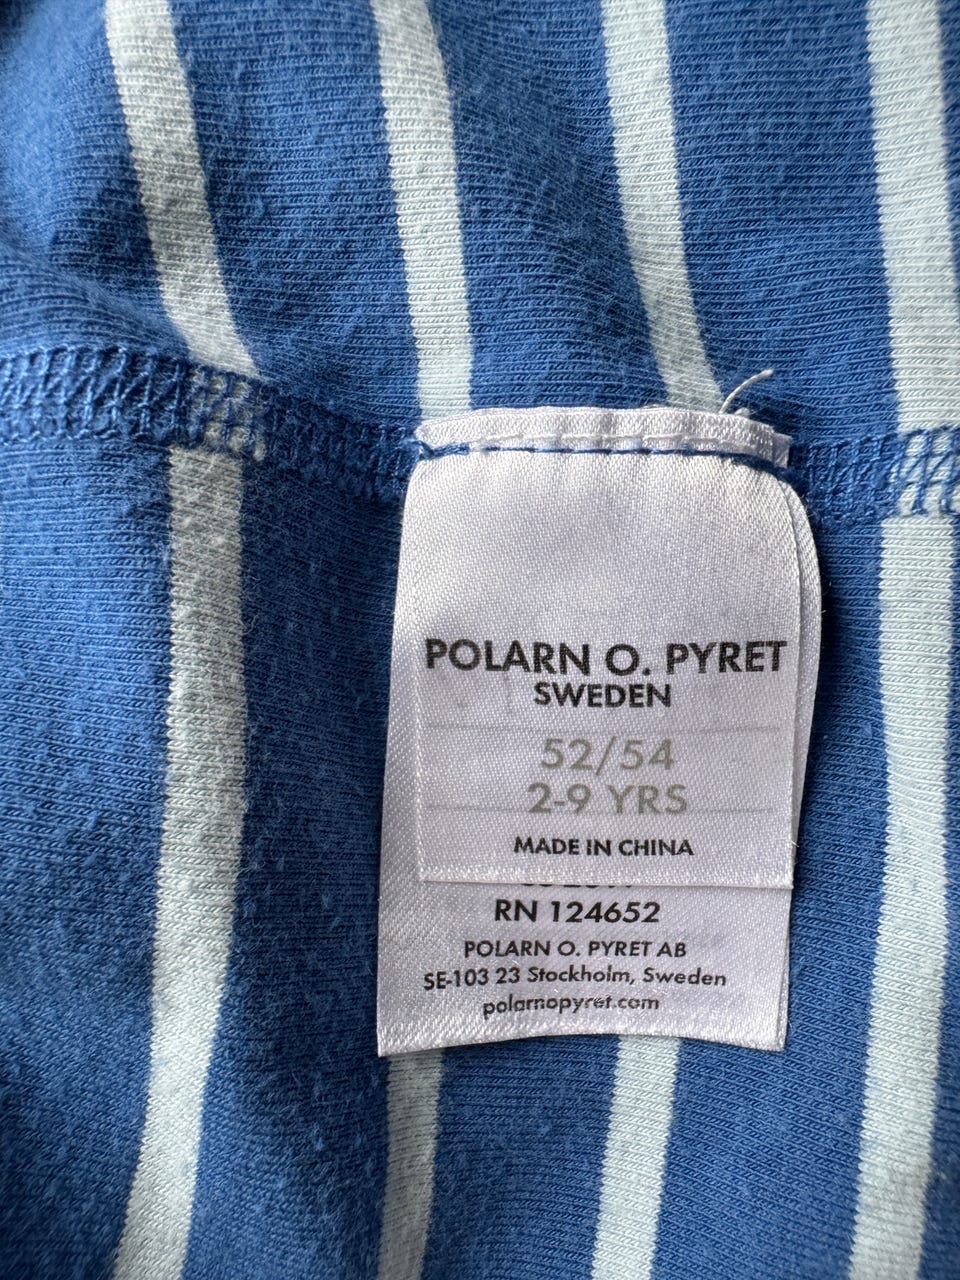 POLARN O. PYRET
SWEDEN
52/54
2-9 YRS
MADE IN CHINA
RN 124652
POLARN O. PYRET AB
SE-103 23 Stockholm, Sweden
polarnopyret.com